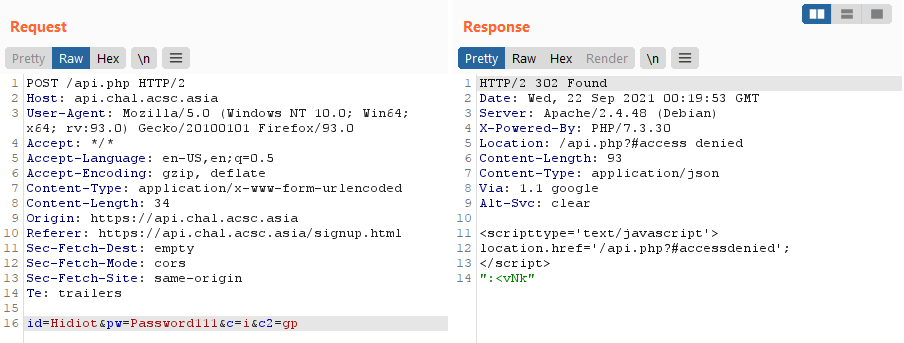 Request
Pretty Raw Hex \n
1 POST /api.php HTTP/2
2 Host: api.chal.acsc.asia
3 User-Agent: Mozilla/5.0 (Windows NT 10.0; Win64;
x64; rv:93.0) Gecko/20100101 Firefox/93.0
4 Accept: */*
5 Accept-Language: en-US,en;q=0.5
6 Accept-Encoding: gzip, deflate
7 Content-Type: application/x-www-form-urlencoded
8 Content-Length: 34
9 Origin: https://api.chal.acsc.asia
10 Referer: https://api.chal.acsc.asia/signup.html
11 Sec-Fetch-Dest: empty
12 Sec-Fetch-Mode: cors
13 Sec-Fetch-Site: same-origin
14 Te: trailers
15
16 id=Hidiot&pw=Password111&c=i&c2=gp
Response
Pretty Raw Hex Render \n
1 HTTP/2 302 Found
2 Date: Wed, 22 Sep 2021 00:19:53 GMT
3 Server: Apache/2.4.48 (Debian)
4 X-Powered-By: PHP/7.3.30
5 Location: /api.php?#access denied
6 Content-Length: 93
7 Content-Type: application/json
8 Via: 1.1 google
9 Alt-Svc: clear
10
11 <scripttype='text/javascript'>
12 location.href='/api.php?#accessdenied';
13 </script>
14 ":<vNk"